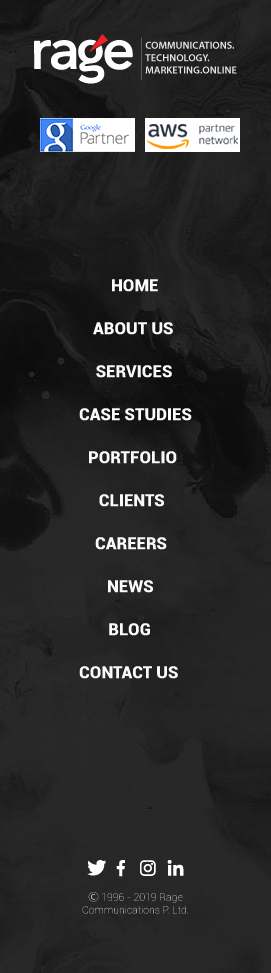 rage
COMMUNICATIONS.
TECHNOLOGY.
MARKETING.ONLINE
g Google
Partner
aws partner
network
HOME
ABOUT US
SERVICES
CASE STUDIES
PORTFOLIO
CLIENTS
CAREERS
NEWS
BLOG
CONTACT US
© 1996 - 2019 Rage
Communications P. Ltd.